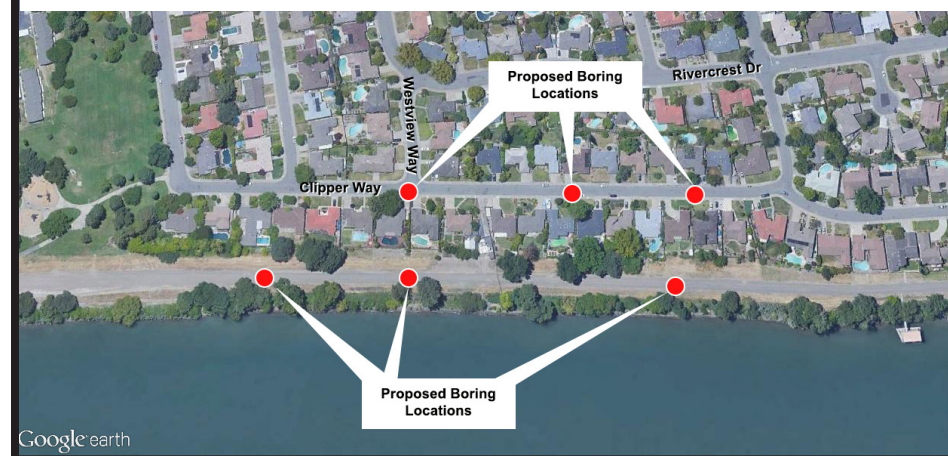 Proposed Boring
Locations
Rivercrest Dr
Westview Way
Clipper Way
Proposed Boring
Locations
Google earth